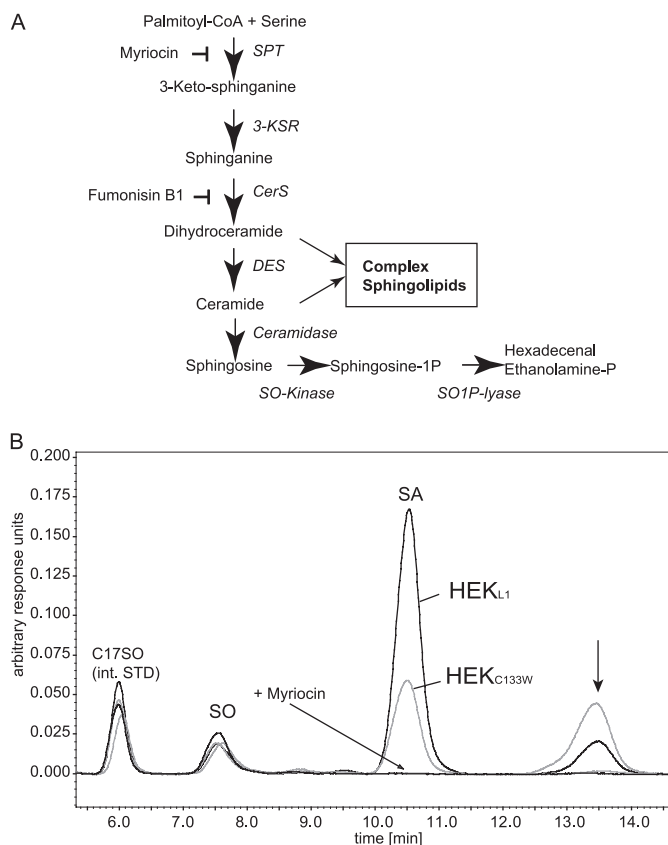 A
Palmitoyl-CoA + Serine
Myriocin
SPT
3-Keto-sphinganine
3-KSR
Sphinganine
Fumonisin B1
CerS
Dihydroceramide
DES
Complex
Sphingolipids
Ceramide
Ceramidase
Sphingosine
Sphingosine-1P
Hexadecenal
Ethanolamine-P
SO-Kinase
SO1P-lyase
B
0.200
0.175
0.150
0.125
0.100
0.075
0.050
0.025
0.000
arbitrary response units
SA
HEKL1
C17SO
(int. STD)
SO
+ Myriocin
HEKC133W
6.0 7.0 8.0 9.0 10.0 11.0 12.0 13.0 14.0
time [min]